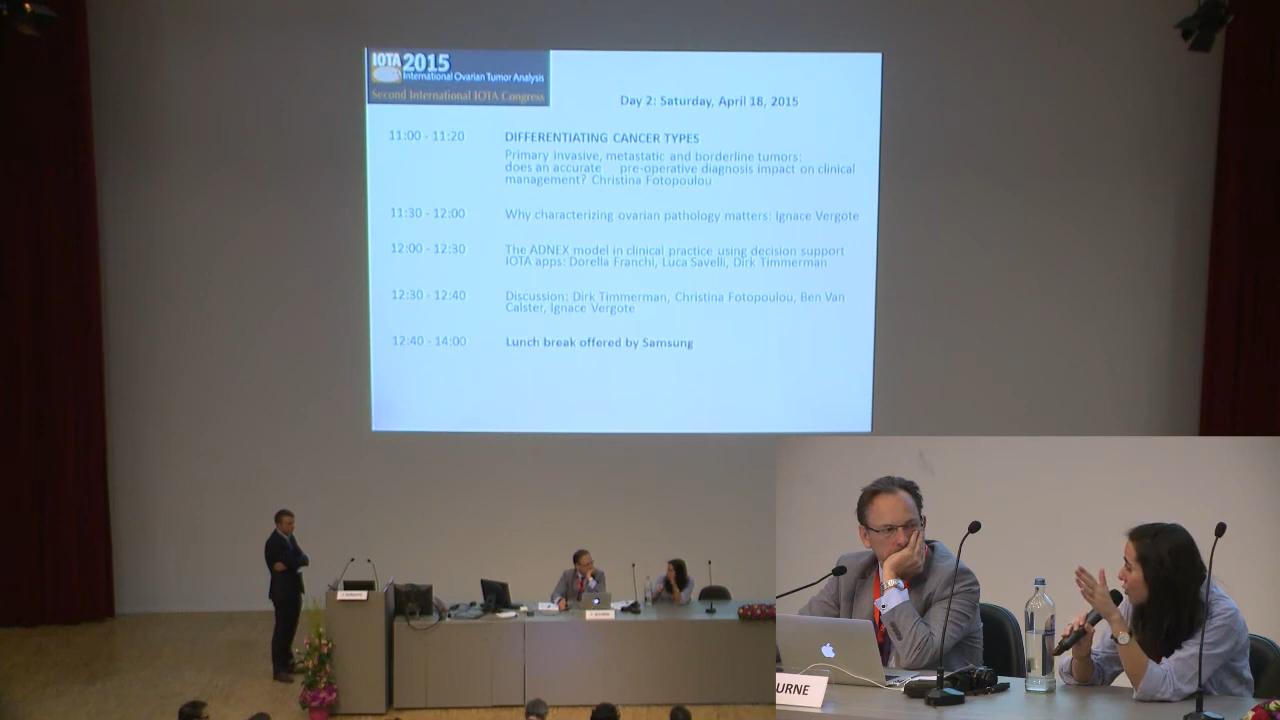 IOTA 2015
International Ovarian Tumor Analysis
Second International IOTA Congress
Day 2: Saturday, April 18, 2015
11:00 - 11:20 DIFFERENTIATING CANCER TYPES
Primary invasive, metastatic and borderline tumors:
does an accurate pre-operative diagnosis impact on clinical
management? Christina Fotopoulou
11:30 - 12:00 Why characterizing ovarian pathology matters: Ignace Vergote
12:00 - 12:30 The ADNEX model in clinical practice using decision support
IOTA apps: Dorella Franchi, Luca Savelli, Dirk Timmerman
12:30 - 12:40 Discussion: Dirk Timmerman, Christina Fotopoulou, Ben Van
Calster, Ignace Vergote
12:40 - 14:00 Lunch break offered by Samsung
URNE